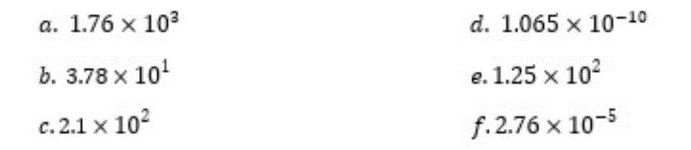 a. 1.76 × 10³
b. 3.78 × 10¹
c. 2.1 × 10²
d. 1.065 × 10⁻¹⁰
e. 1.25 × 10²
f. 2.76 × 10⁻⁵